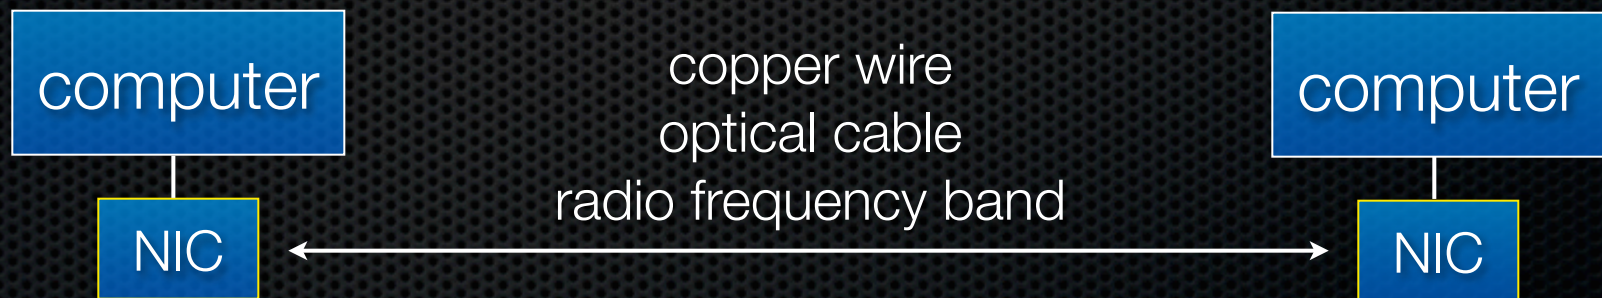 computer
copper wire
optical cable
radio frequency band
computer
NIC
NIC